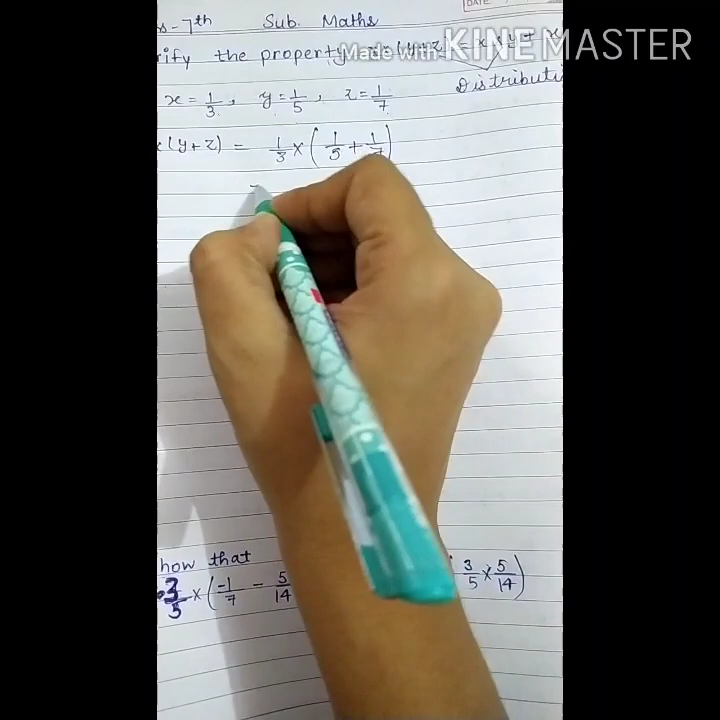 s-7th Sub. Maths
DATE
rify the property x×(y+z) = x×y+x
Made with KINEMASTER
Distributi
x = 1/3, y = 1/5, z = 1/7
x(y+z) = 1/3 × (1/5 + 1/7)
=
how that
3/5 × (-1/7 - 5/14
3/5 × 5/14)